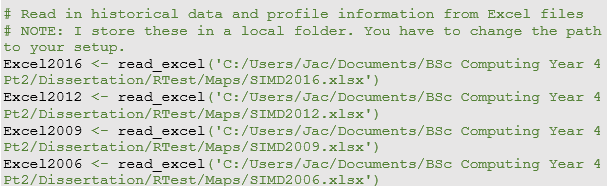 # Read in historical data and profile information from Excel files
# NOTE: I store these in a local folder. You have to change the path
to your setup.
Excel2016 <- read_excel('C:/Users/Jac/Documents/BSc Computing Year 4
Pt2/Dissertation/RTest/Maps/SIMD2016.xlsx')
Excel2012 <- read_excel('C:/Users/Jac/Documents/BSc Computing Year 4
Pt2/Dissertation/RTest/Maps/SIMD2012.xlsx')
Excel2009 <- read_excel('C:/Users/Jac/Documents/BSc Computing Year 4
Pt2/Dissertation/RTest/Maps/SIMD2009.xlsx')
Excel2006 <- read_excel('C:/Users/Jac/Documents/BSc Computing Year 4
Pt2/Dissertation/RTest/Maps/SIMD2006.xlsx')